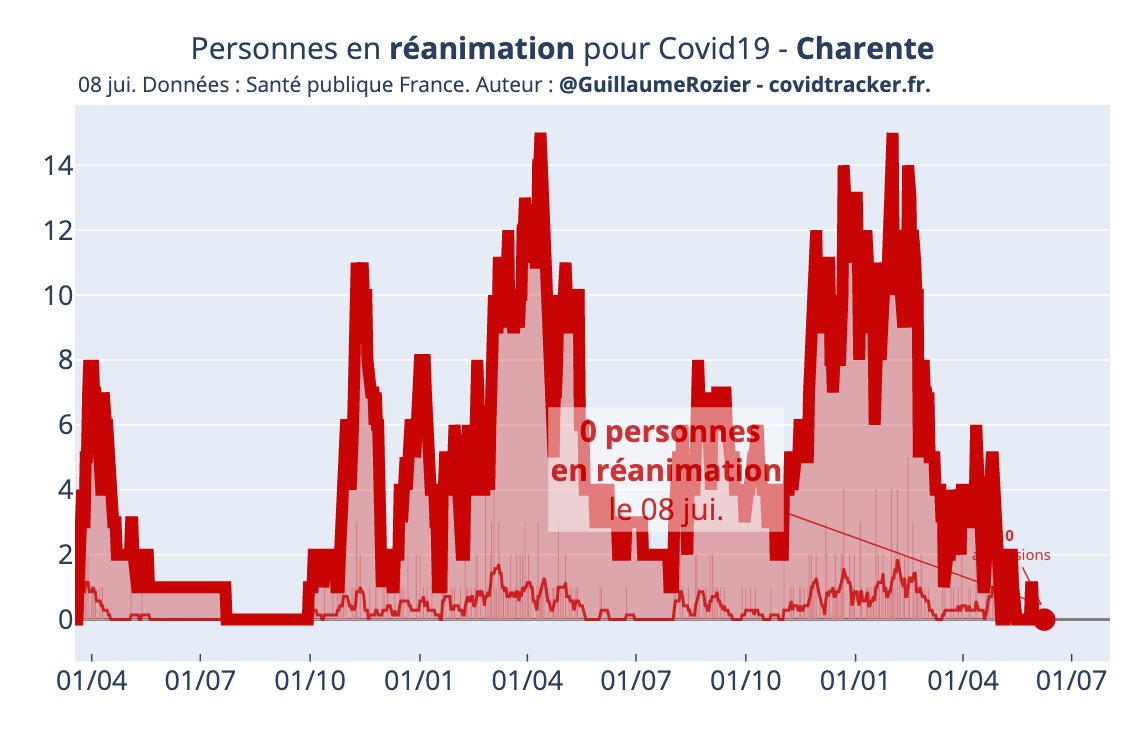 Personnes en réanimation pour Covid19 - Charente
08 jui. Données : Santé publique France. Auteur : @GuillaumeRozier - covidtracker.fr.
14
12
10
8
6
4
2
0
0 personnes
en réanimation
le 08 jui.
0
01/04 01/07 01/10 01/01 01/04 01/07 01/10 01/01 01/04 01/07